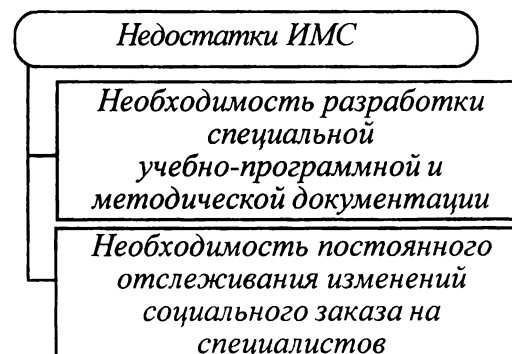 Недостатки ИМС
Необходимость разработки
специальной
учебно-программной и
методической документации
Необходимость постоянного
отслеживания изменений
социального заказа на
специалистов